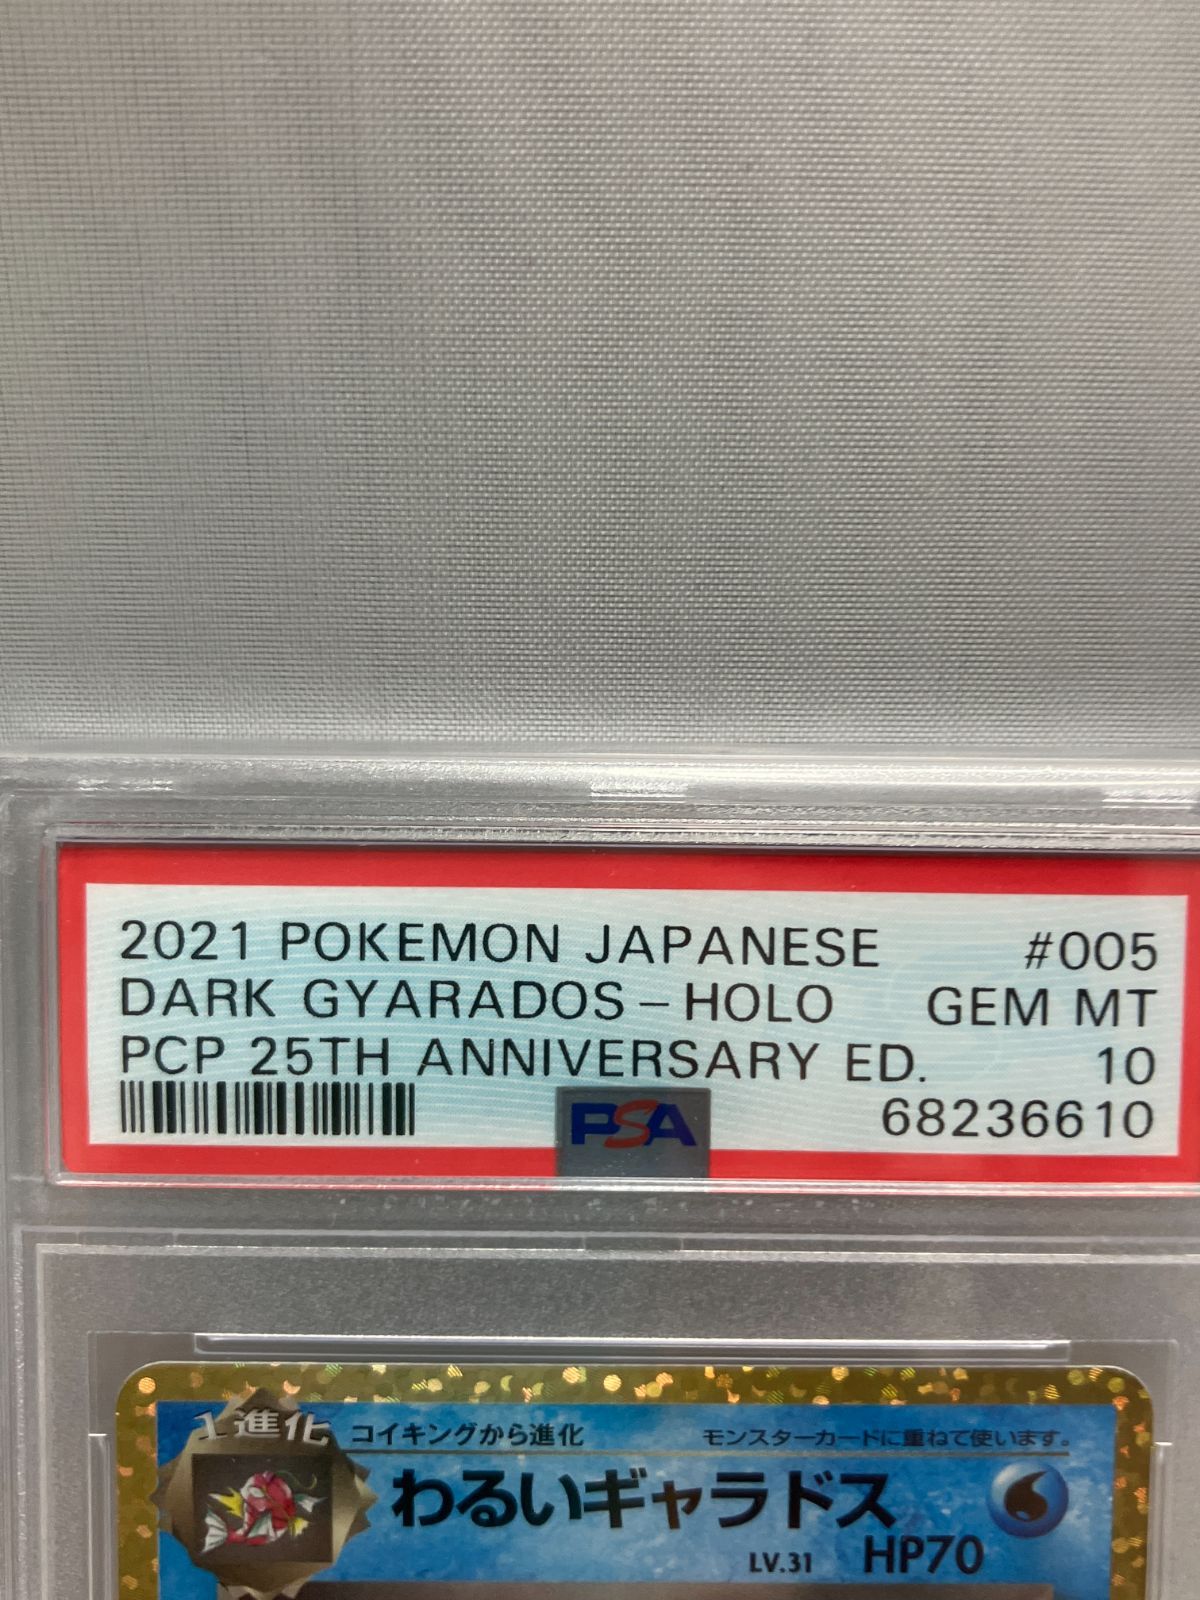 2021 POKEMON JAPANESE #005
DARK GYARADOS - HOLO GEM MT
PCP 25TH ANNIVERSARY ED. 10
PSA 68236610
1進化 コイキングから進化 モンスターカードに重ねて使います。
わるいギャラドス
LV.31 HP70